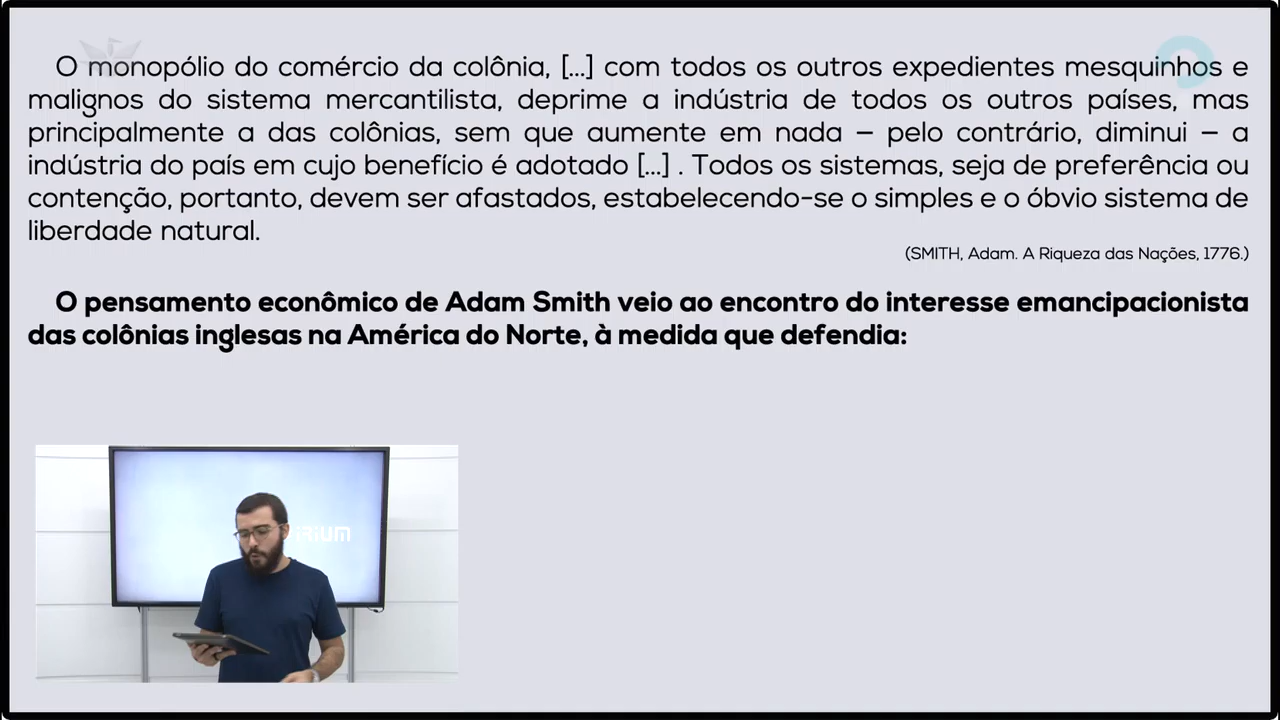 O monopólio do comércio da colônia, [...] com todos os outros expedientes mesquinhos e
malignos do sistema mercantilista, deprime a indústria de todos os outros países, mas
principalmente a das colônias, sem que aumente em nada – pelo contrário, diminui – a
indústria do país em cujo benefício é adotado [...] . Todos os sistemas, seja de preferência ou
contenção, portanto, devem ser afastados, estabelecendo-se o simples e o óbvio sistema de
liberdade natural.
(SMITH, Adam. A Riqueza das Nações, 1776.)
O pensamento econômico de Adam Smith veio ao encontro do interesse emancipacionista
das colônias inglesas na América do Norte, à medida que defendia: